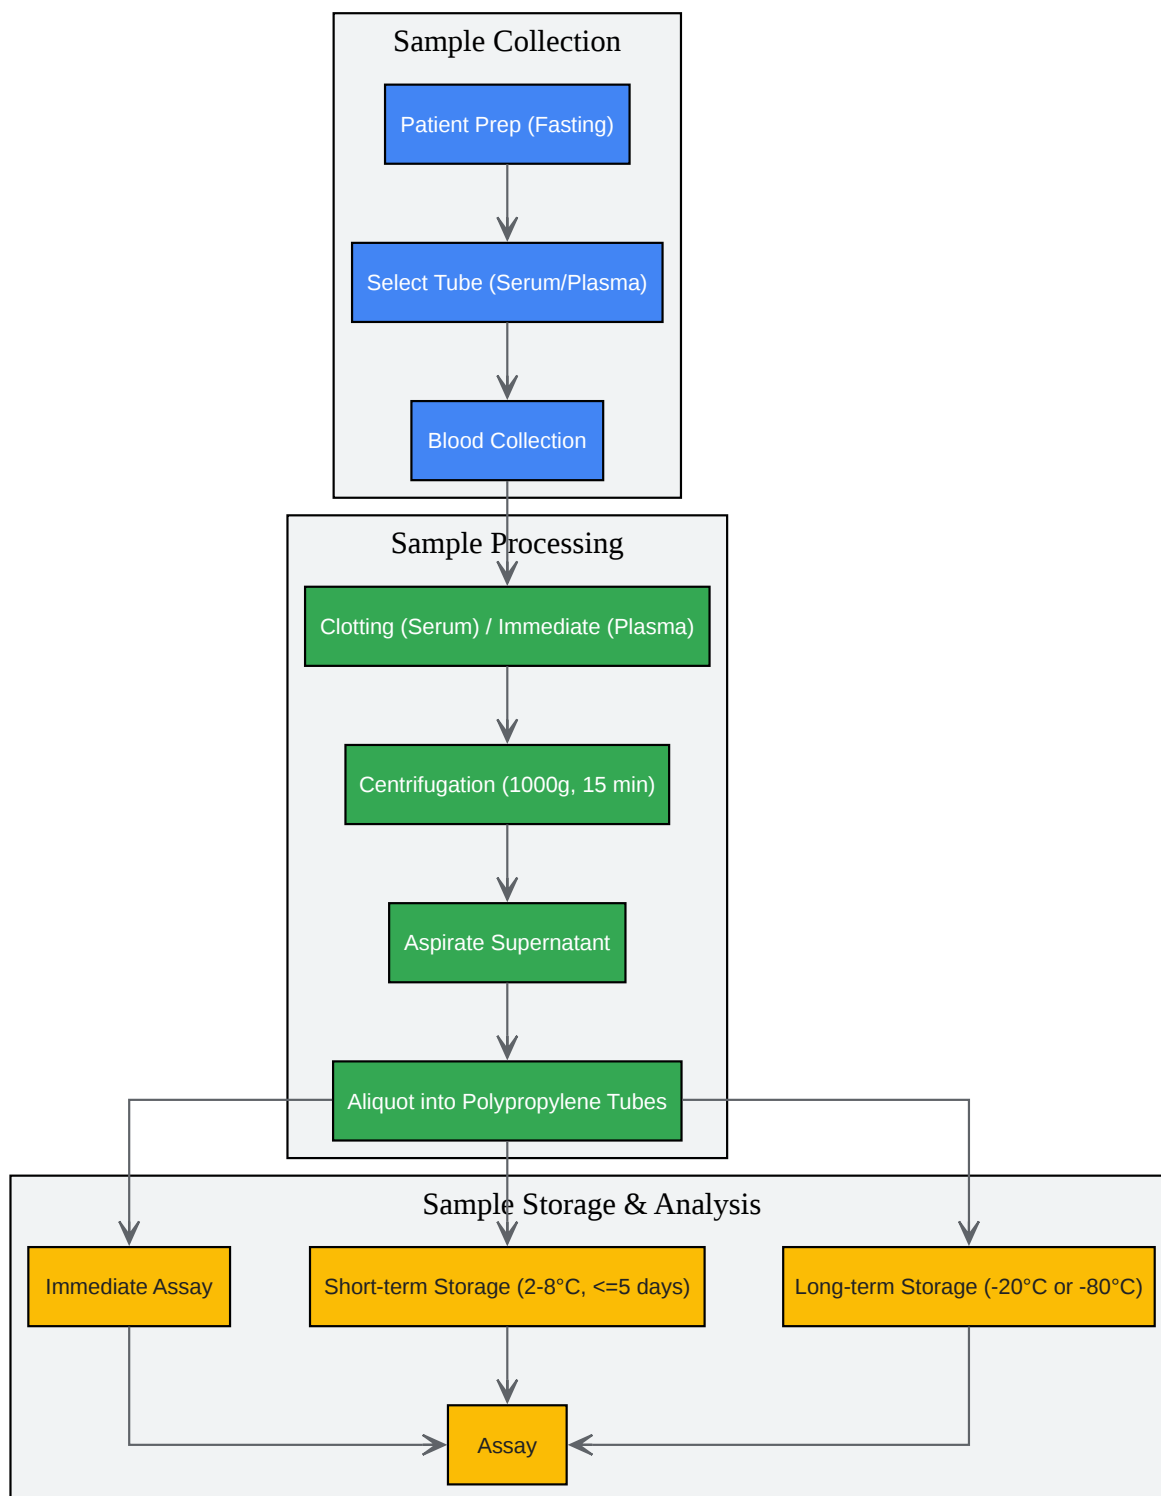 Sample Collection
Patient Prep (Fasting)
Select Tube (Serum/Plasma)
Blood Collection
Sample Processing
Clotting (Serum) / Immediate (Plasma)
Centrifugation (1000g, 15 min)
Aspirate Supernatant
Aliquot into Polypropylene Tubes
Sample Storage & Analysis
Immediate Assay
Short-term Storage (2-8°C, <=5 days)
Long-term Storage (-20°C or -80°C)
Assay